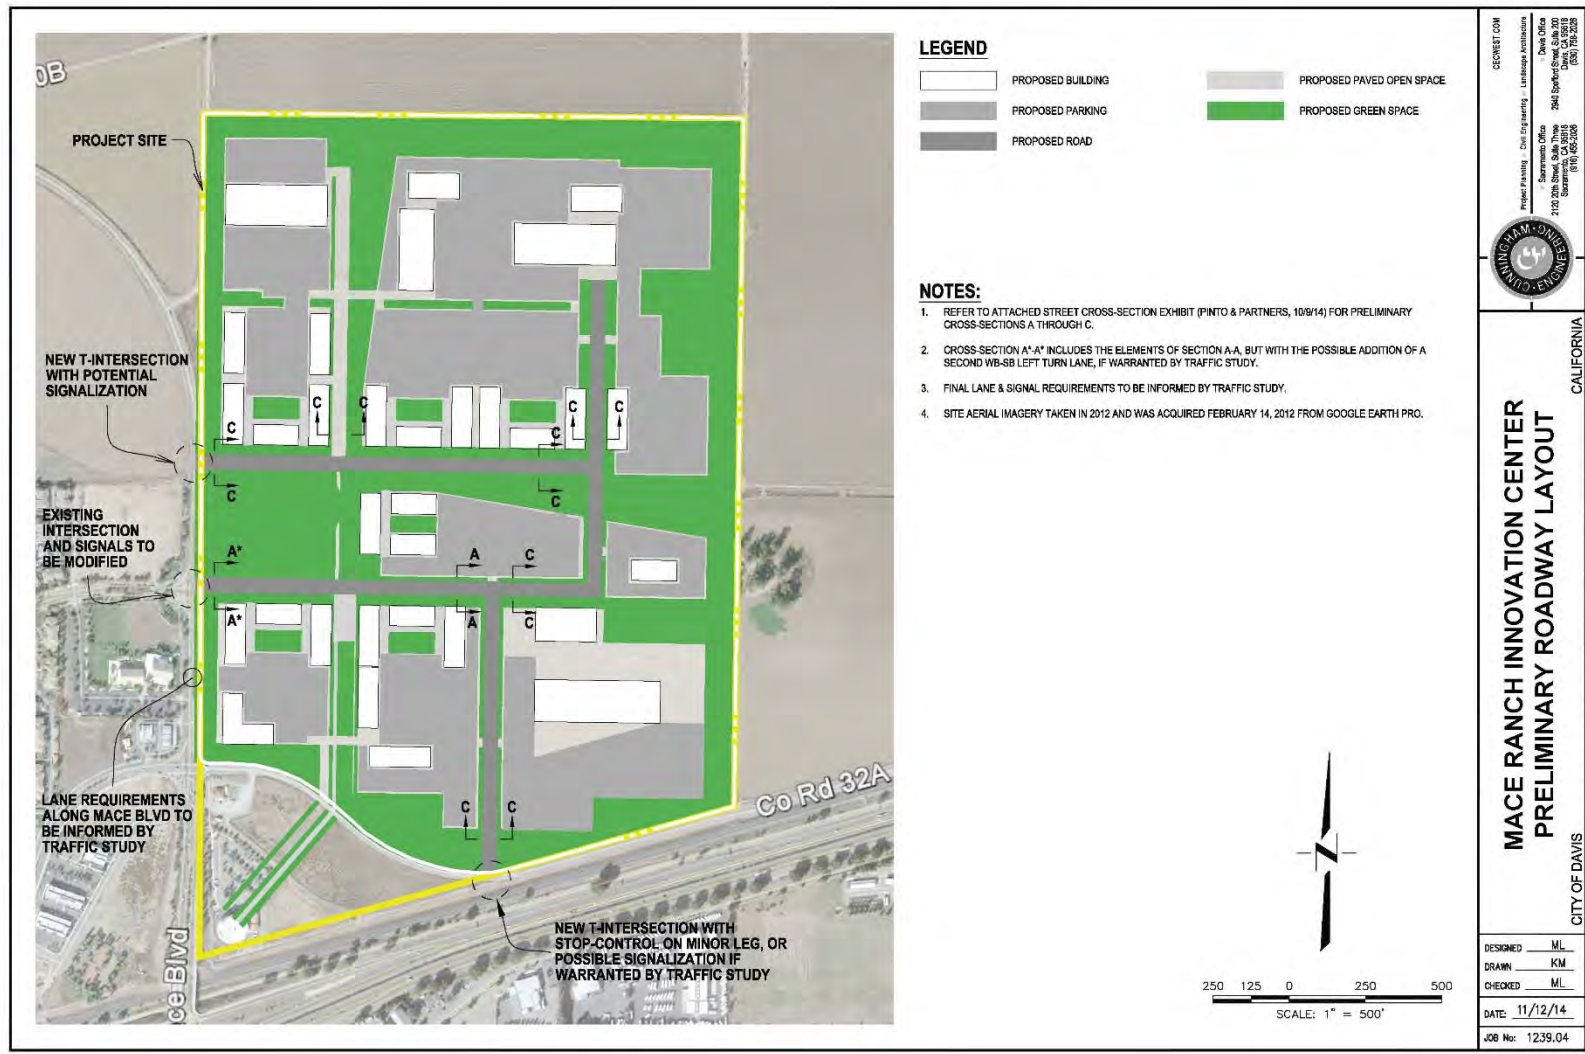 0B
PROJECT SITE
NEW T-INTERSECTION
WITH POTENTIAL
SIGNALIZATION
EXISTING
INTERSECTION
AND SIGNALS TO
BE MODIFIED
LANE REQUIREMENTS
ALONG MACE BLVD TO
BE INFORMED BY
TRAFFIC STUDY
NEW T-INTERSECTION WITH
STOP-CONTROL ON MINOR LEG, OR
POSSIBLE SIGNALIZATION IF
WARRANTED BY TRAFFIC STUDY
C
C
C
C
C
C
C
C
A*
A*
A
A
C
C
C
C
Co Rd 32A
ce Blvd
LEGEND
PROPOSED BUILDING
PROPOSED PARKING
PROPOSED ROAD
PROPOSED PAVED OPEN SPACE
PROPOSED GREEN SPACE
NOTES:
1. REFER TO ATTACHED STREET CROSS-SECTION EXHIBIT (PINTO & PARTNERS, 10/9/14) FOR PRELIMINARY
CROSS-SECTIONS A THROUGH C.
2. CROSS-SECTION A*-A* INCLUDES THE ELEMENTS OF SECTION A-A, BUT WITH THE POSSIBLE ADDITION OF A
SECOND WB-SB LEFT TURN LANE, IF WARRANTED BY TRAFFIC STUDY.
3. FINAL LANE & SIGNAL REQUIREMENTS TO BE INFORMED BY TRAFFIC STUDY.
4. SITE AERIAL IMAGERY TAKEN IN 2012 AND WAS ACQUIRED FEBRUARY 14, 2012 FROM GOOGLE EARTH PRO.
N
250 125 0 250 500
SCALE: 1" = 500'
CECWEST.COM
Project Planning Civil Engineering Landscape Architecture
Sacramento Office
2120 20th Street, Suite Three
Sacramento, CA 95818
(916) 455-2026
Davis Office
2940 Spafford Street, Suite 200
Davis, CA 95618
(530) 758-2026
CUNNINGHAM ENGINEERING
MACE RANCH INNOVATION CENTER
PRELIMINARY ROADWAY LAYOUT
CITY OF DAVIS
CALIFORNIA
DESIGNED ML
DRAWN KM
CHECKED ML
DATE: 11/12/14
JOB No: 1239.04